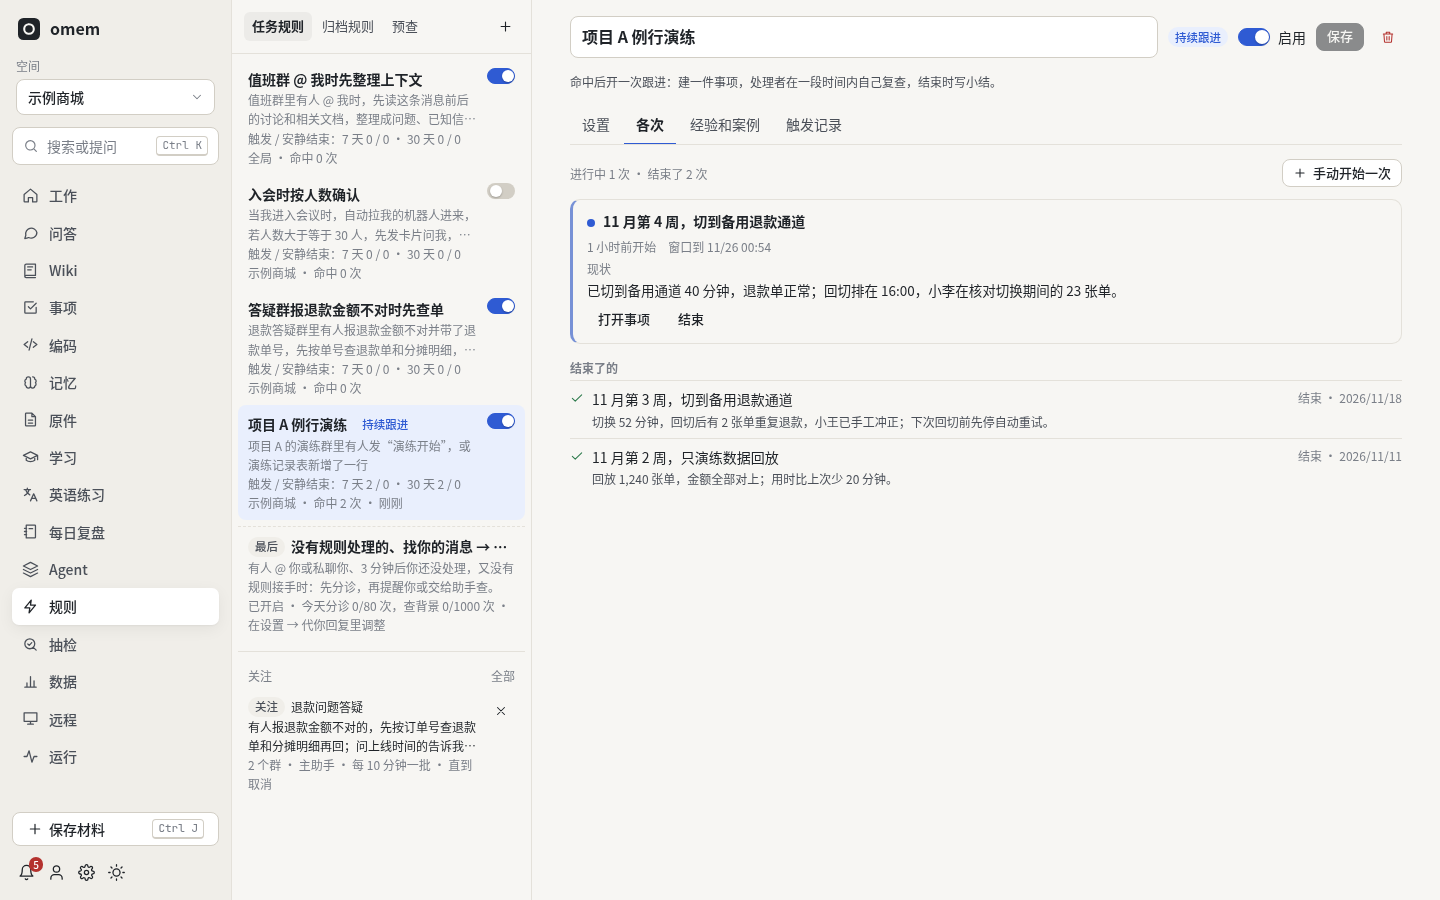 omem
空间
示例商城
搜索或提问 Ctrl K
工作
问答
Wiki
事项
编码
记忆
原件
学习
英语练习
每日复盘
Agent
规则
抽检
数据
远程
运行
保存材料 Ctrl J
5
任务规则 归档规则 预查
值班群 @ 我时先整理上下文
值班群里有人 @ 我时，先读这条消息前后
的讨论和相关文档，整理成问题、已知信…
触发 / 安静结束：7 天 0 / 0 · 30 天 0 / 0
全局 · 命中 0 次
入会时按人数确认
当我进入会议时，自动拉我的机器人进来，
若人数大于等于 30 人，先发卡片问我，…
触发 / 安静结束：7 天 0 / 0 · 30 天 0 / 0
示例商城 · 命中 0 次
答疑群报退款金额不对时先查单
退款答疑群里有人报退款金额不对并带了退
款单号，先按单号查退款单和分摊明细，…
触发 / 安静结束：7 天 0 / 0 · 30 天 0 / 0
示例商城 · 命中 0 次
项目 A 例行演练 持续跟进
项目 A 的演练群里有人发“演练开始”，或
演练记录表新增了一行
触发 / 安静结束：7 天 2 / 0 · 30 天 2 / 0
示例商城 · 命中 2 次 · 刚刚
最后 没有规则处理的、找你的消息 → …
有人 @ 你或私聊你、3 分钟后你还没处理，又没有
规则接手时：先分诊，再提醒你或交给助手查。
已开启 · 今天分诊 0/80 次，查背景 0/1000 次 ·
在设置 → 代你回复里调整
关注 全部
关注 退款问题答疑
有人报退款金额不对的，先按订单号查退款
单和分摊明细再回；问上线时间的告诉我…
2 个群 · 主助手 · 每 10 分钟一批 · 直到
取消
项目 A 例行演练 持续跟进 启用 保存
命中后开一次跟进：建一件事项，处理者在一段时间内自己复查，结束时写小结。
设置 各次 经验和案例 触发记录
进行中 1 次 · 结束了 2 次 手动开始一次
11 月第 4 周，切到备用退款通道
1 小时前开始 窗口到 11/26 00:54
现状
已切到备用通道 40 分钟，退款单正常；回切排在 16:00，小李在核对切换期间的 23 张单。
打开事项 结束
结束了的
11 月第 3 周，切到备用退款通道 结束 · 2026/11/18
切换 52 分钟，回切后有 2 张单重复退款，小王已手工冲正；下次回切前先停自动重试。
11 月第 2 周，只演练数据回放 结束 · 2026/11/11
回放 1,240 张单，金额全部对上；用时比上次少 20 分钟。